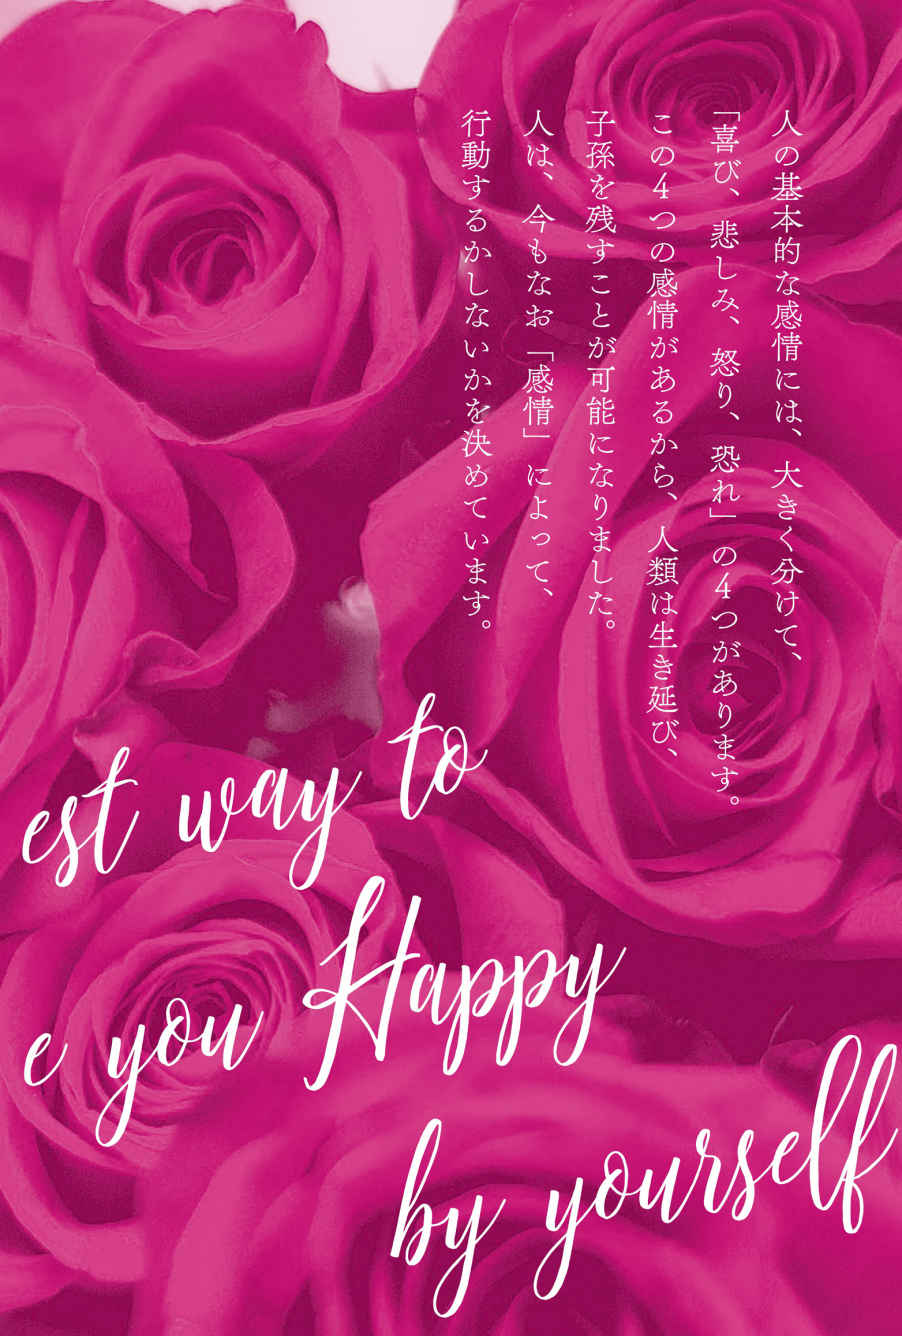 人の基本的な感情には、大きく分けて、
「喜び、悲しみ、怒り、恐れ」の4つがあります。
この4つの感情があるから、人類は生き延び、
子孫を残すことが可能になりました。
人は、今もなお「感情」によって、
行動するかしないかを決めています。
est way to
e you Happy
by yourself